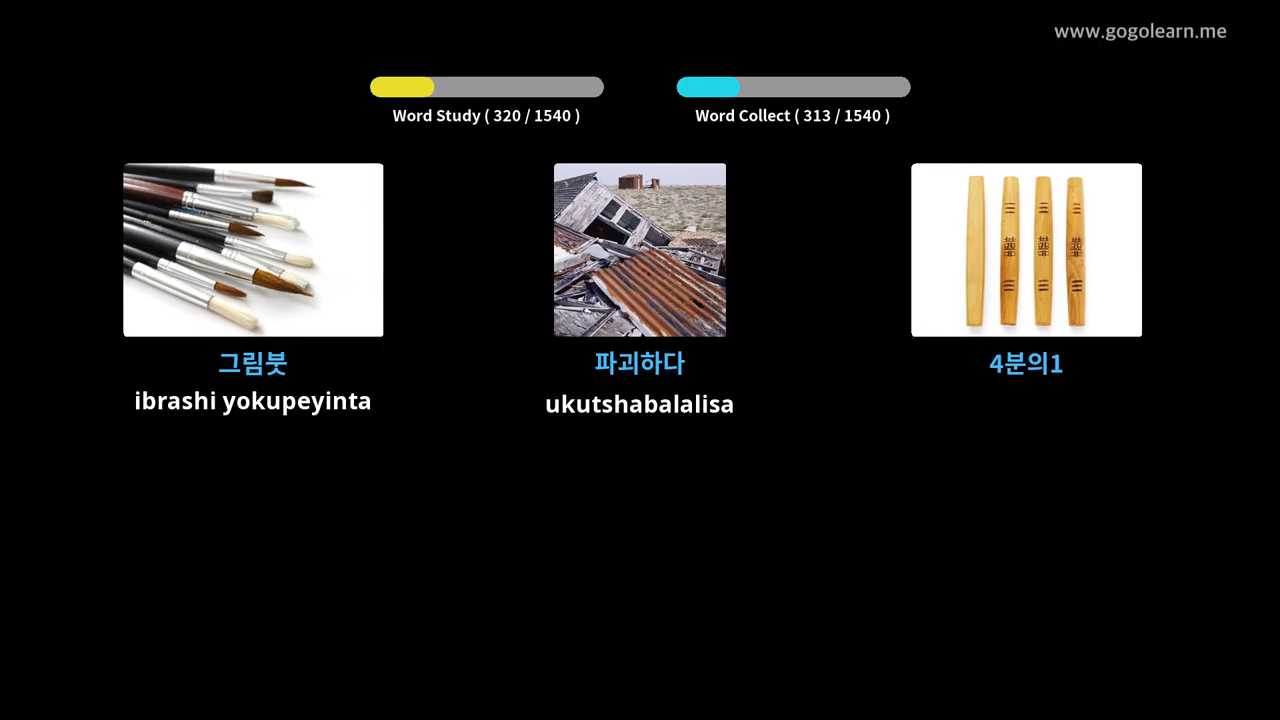 www.gogolearn.me
Word Study ( 320 / 1540 )
Word Collect ( 313 / 1540 )
그림붓
파괴하다
4분의1
ibrashi yokupeyinta
ukutshabalalisa